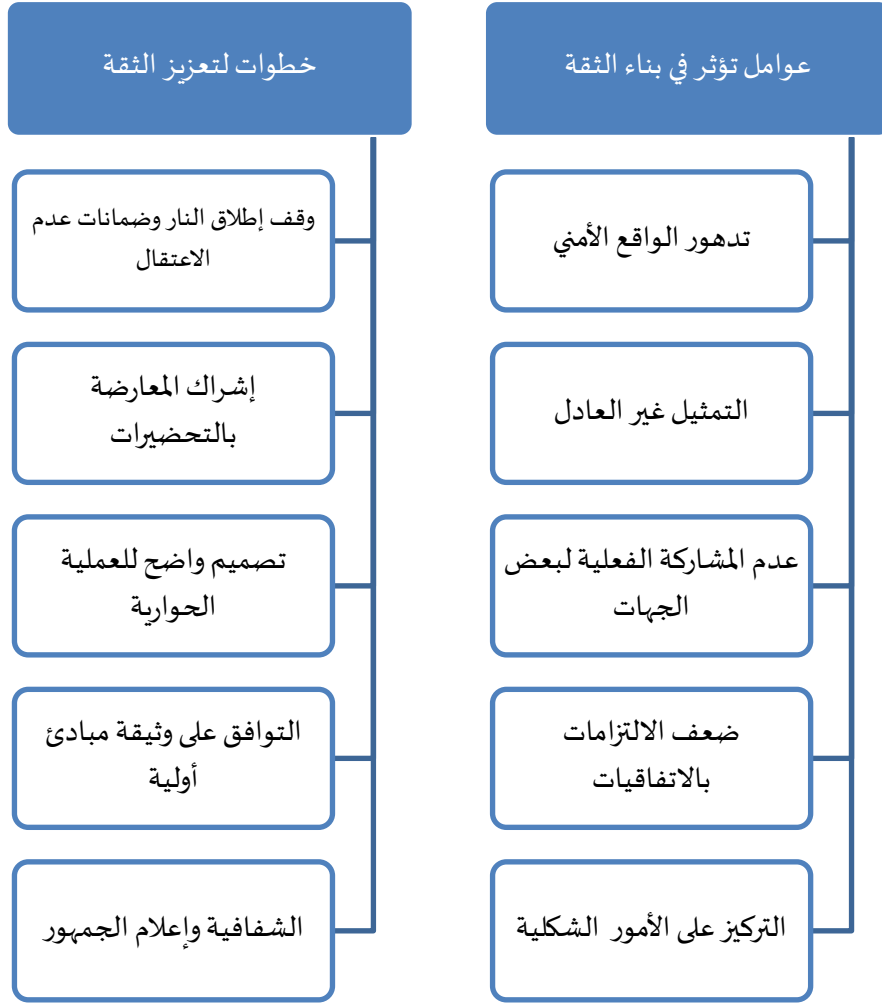 عوامل تؤثر في بناء الثقة
تدهور الواقع الأمني
التمثيل غير العادل
عدم المشاركة الفعلية لبعض
الجهات
ضعف الالتزامات
بالاتفاقيات
التركيز على الأمور الشكلية
خطوات لتعزيز الثقة
وقف إطلاق النار وضمانات عدم
الاعتقال
إشراك المعارضة
بالتحضيرات
تصميم واضح للعملية
الحوارية
التوافق على وثيقة مبادئ
أولية
الشفافية وإعلام الجمهور